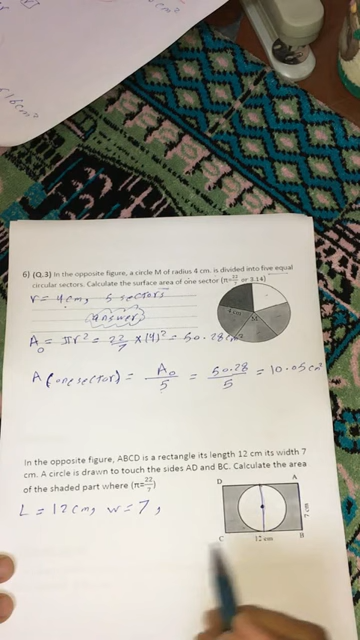 6) (Q.3) In the opposite figure, a circle M of radius 4 cm. is divided into five equal
circular sectors. Calculate the surface area of one sector (π=22/7 or 3.14)
r = 4 cm, 5 sectors
answer
4 cm
M
A○ = πr² = 22/7 × (4)² = 50.28 cm²
A (one sector) = A○/5 = 50.28/5 = 10.05 cm²
In the opposite figure, ABCD is a rectangle its length 12 cm its width 7
cm. A circle is drawn to touch the sides AD and BC. Calculate the area
of the shaded part where (π=22/7)
L = 12 cm, w = 7,
D A
7 cm
C 12 cm B